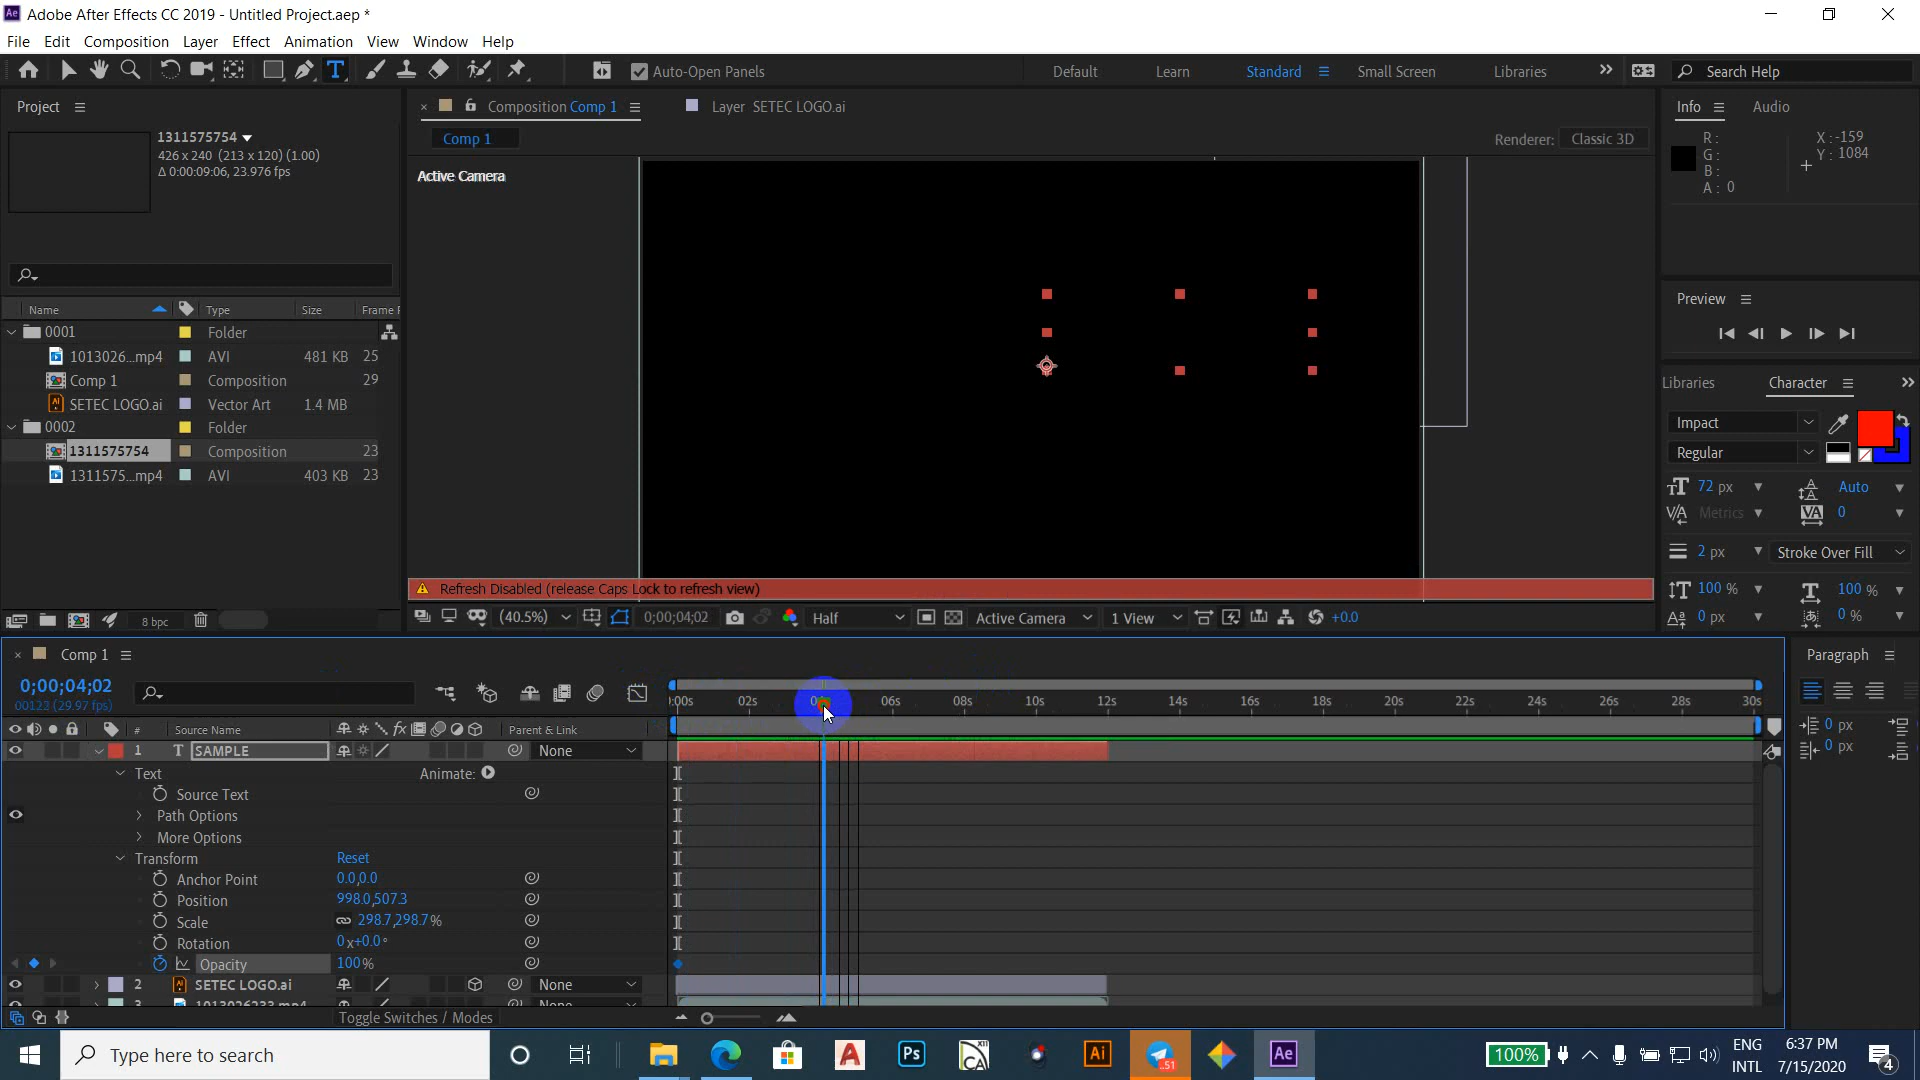 Adobe After Effects CC 2019 - Untitled Project.aep *
File Edit Composition Layer Effect Animation View Window Help
Auto-Open Panels
Default Learn Standard Small Screen Libraries
Search Help
Project
1311575754
426 x 240 (213 x 120) (1.00)
Δ 0:00:09:06, 23.976 fps
Name Type Size Frame
0001 Folder
1013026...mp4 AVI 481 KB 25
Comp 1 Composition 29
SETEC LOGO.ai Vector Art 1.4 MB
0002 Folder
1311575754 Composition 23
1311575...mp4 AVI 403 KB 23
8 bpc
Composition Comp 1
Layer SETEC LOGO.ai
Comp 1
Renderer: Classic 3D
Active Camera
Refresh Disabled (release Caps Lock to refresh view)
(40.5%) 0;00;04;02 Half Active Camera 1 View +0.0
Info Audio
R :
G :
B :
A : 0
X : -159
Y : 1084
Preview
Libraries Character
Impact
Regular
72 px Auto
Metrics 0
2 px Stroke Over Fill
100 % 100 %
0 px 0 %
Comp 1
0;00;04;02
00123 (29.97 fps)
:00s 02s 06s 08s 10s 12s 14s 16s 18s 20s 22s 24s 26s 28s 30s
# Source Name Parent & Link
1 T SAMPLE None
Text Animate:
Source Text
Path Options
More Options
Transform Reset
Anchor Point 0.0,0.0
Position 998.0,507.3
Scale 298.7,298.7%
Rotation 0x+0.0°
Opacity 100%
2 SETEC LOGO.ai None
3 1013026233.mp4 None
Toggle Switches / Modes
Paragraph
0 px
0 px
Type here to search
Ps
CA
XII
Ai
..51
Ae
100%
ENG
INTL
6:37 PM
7/15/2020
4